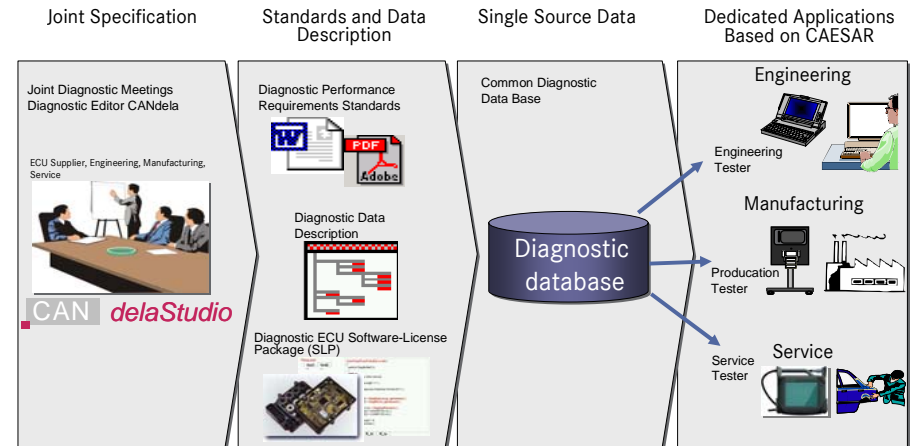 Joint Specification
Standards and Data
Description
Single Source Data
Dedicated Applications
Based on CAESAR
Joint Diagnostic Meetings
Diagnostic Editor CANdela
ECU Supplier, Engineering, Manufacturing,
Service
CAN delaStudio
Diagnostic Performance
Requirements Standards
W
PDF
Adobe
Diagnostic Data
Description
Diagnostic ECU Software-License
Package (SLP)
Common Diagnostic
Data Base
Diagnostic
database
Engineering
Engineering
Tester
Manufacturing
Producation
Tester
Service
Service
Tester